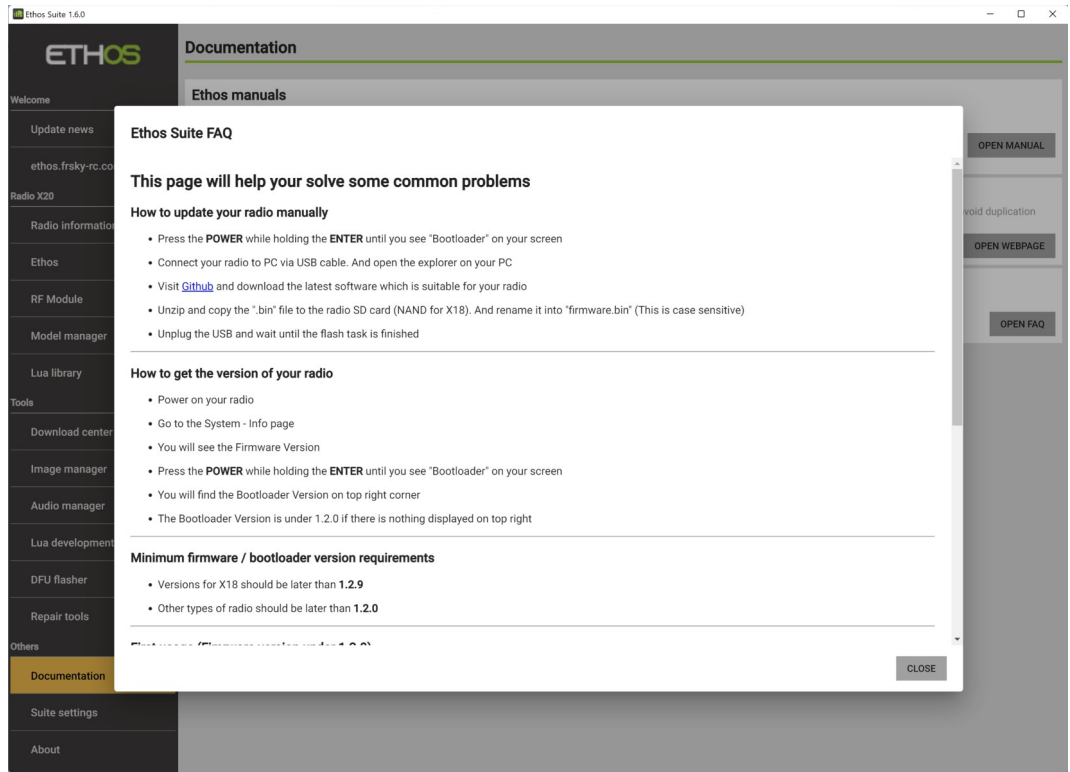 Ethos Suite 1.6.0
ETHOS
Welcome
Update news
ethos.frsky-rc.co
Radio X20
Radio information
Ethos
RF Module
Model manager
Lua library
Tools
Download center
Image manager
Audio manager
Lua development
DFU flasher
Repair tools
Others
Documentation
Suite settings
About
Documentation
Ethos manuals
OPEN MANUAL
void duplication
OPEN WEBPAGE
OPEN FAQ
Ethos Suite FAQ
This page will help your solve some common problems
How to update your radio manually
• Press the POWER while holding the ENTER until you see "Bootloader" on your screen
• Connect your radio to PC via USB cable. And open the explorer on your PC
• Visit Github and download the latest software which is suitable for your radio
• Unzip and copy the ".bin" file to the radio SD card (NAND for X18). And rename it into "firmware.bin" (This is case sensitive)
• Unplug the USB and wait until the flash task is finished
How to get the version of your radio
• Power on your radio
• Go to the System - Info page
• You will see the Firmware Version
• Press the POWER while holding the ENTER until you see "Bootloader" on your screen
• You will find the Bootloader Version on top right corner
• The Bootloader Version is under 1.2.0 if there is nothing displayed on top right
Minimum firmware / bootloader version requirements
• Versions for X18 should be later than 1.2.9
• Other types of radio should be later than 1.2.0
CLOSE